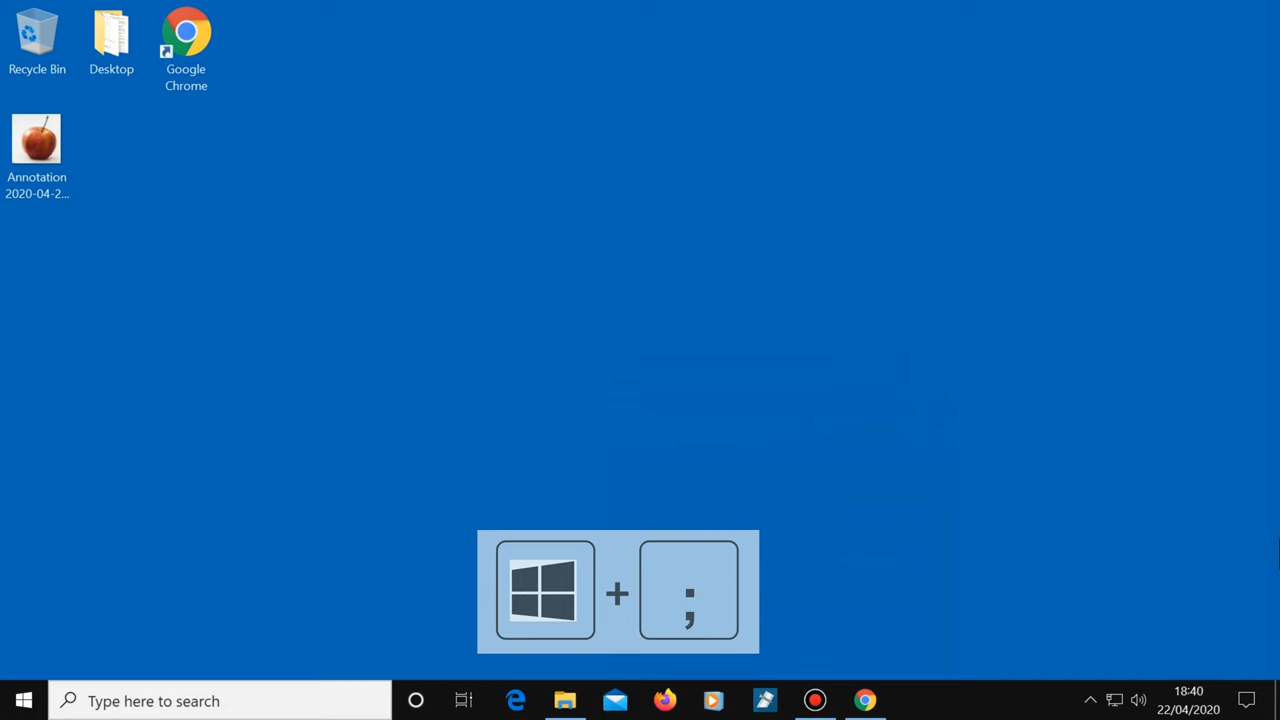 Recycle Bin
Desktop
Google
Chrome
Annotation
2020-04-2...
+ ;
Type here to search
18:40
22/04/2020